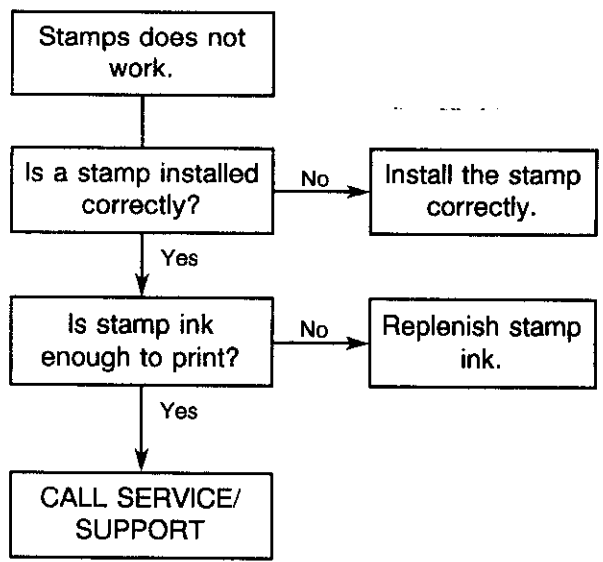 Stamps does not
work.
Is a stamp installed
correctly?
No
Install the stamp
correctly.
Yes
Is stamp ink
enough to print?
No
Replenish stamp
ink.
Yes
CALL SERVICE/
SUPPORT